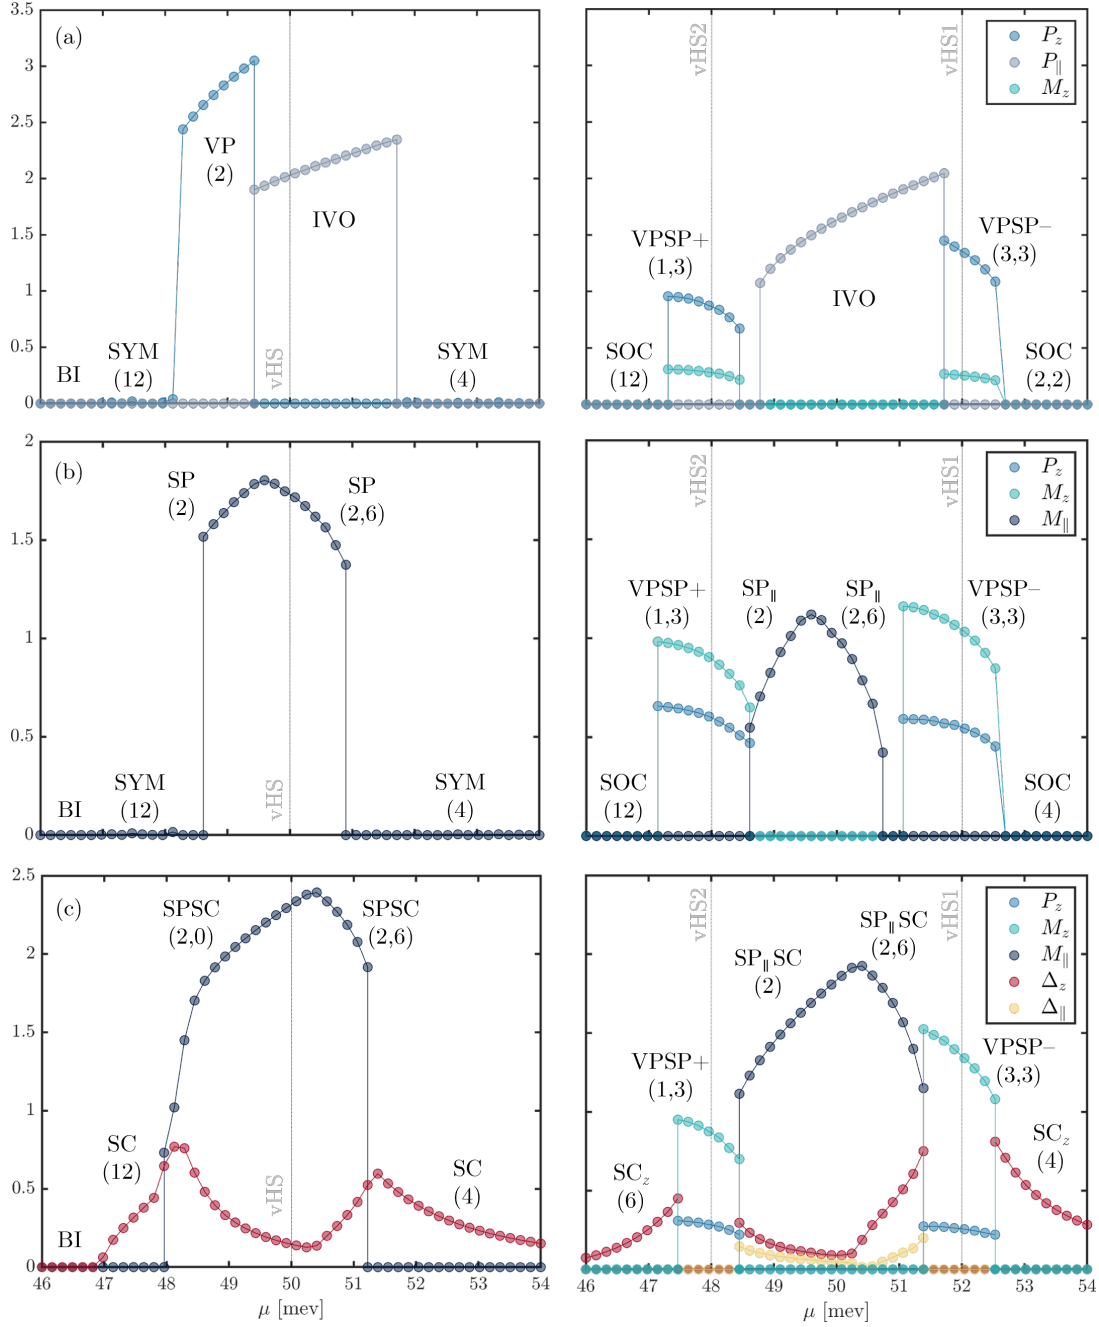 3.5
3
2.5
2
1.5
1
0.5
0
(a)
VP
(2)
IVO
BI
SYM
(12)
vHS
SYM
(4)
vHS2
vHS1
P_z
P_∥
M_z
VPSP+
(1,3)
VPSP−
(3,3)
IVO
SOC
(12)
SOC
(2,2)
2
1.5
1
0.5
0
(b)
SP
(2)
SP
(2,6)
BI
SYM
(12)
vHS
SYM
(4)
vHS2
vHS1
P_z
M_z
M_∥
VPSP+
(1,3)
SP_∥
(2)
SP_∥
(2,6)
VPSP−
(3,3)
SOC
(12)
SOC
(4)
2.5
2
1.5
1
0.5
0
(c)
SPSC
(2,0)
SPSC
(2,6)
SC
(12)
BI
vHS
SC
(4)
46 47 48 49 50 51 52 53 54
μ [mev]
vHS2
vHS1
P_z
M_z
M_∥
Δ_z
Δ_∥
SP_∥SC
(2,6)
SP_∥SC
(2)
VPSP+
(1,3)
VPSP−
(3,3)
SC_z
(6)
SC_z
(4)
46 47 48 49 50 51 52 53 54
μ [mev]